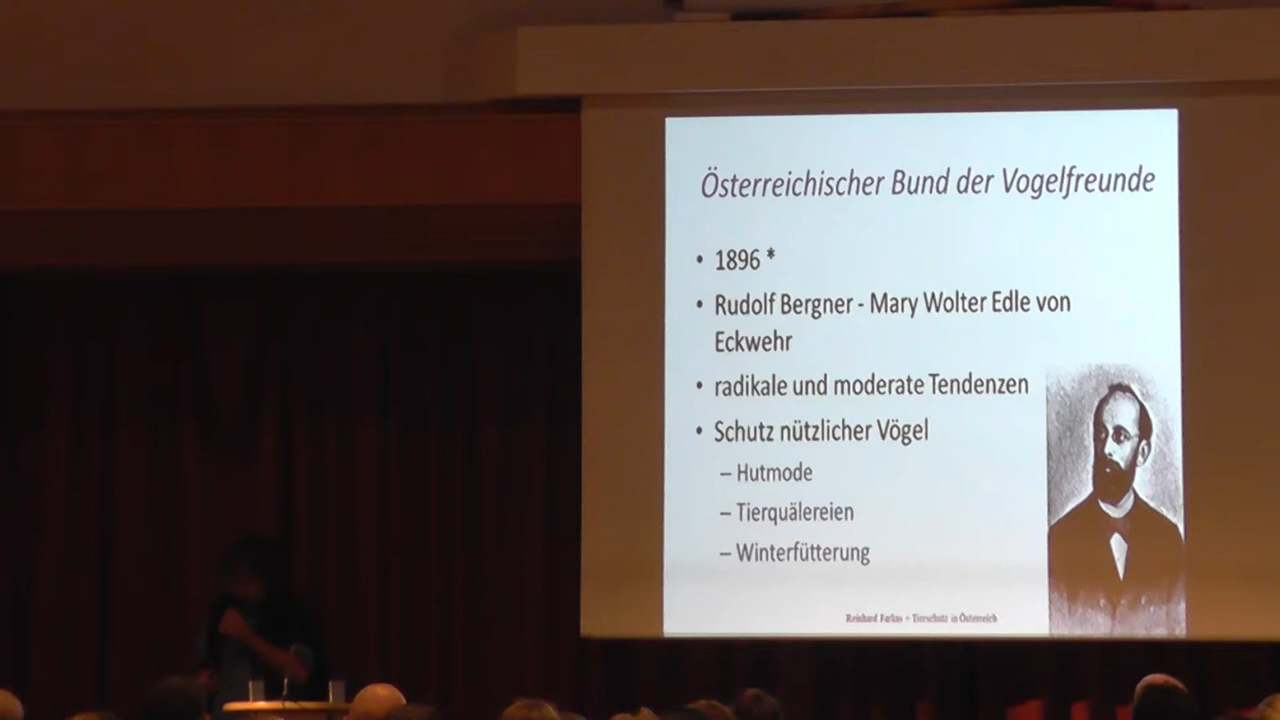 Österreichischer Bund der Vogelfreunde
• 1896 *
• Rudolf Bergner - Mary Wolter Edle von
Eckwehr
• radikale und moderate Tendenzen
• Schutz nützlicher Vögel
– Hutmode
– Tierquälereien
– Winterfütterung
Reinhard Farkas - Tierschutz in Österreich